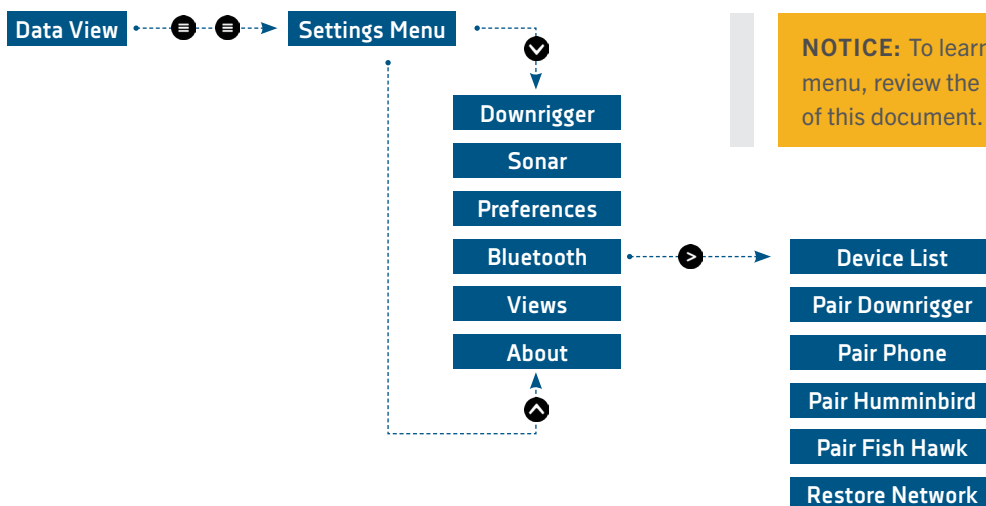 Data View
Settings Menu
NOTICE: To learn
menu, review the
of this document.
Downrigger
Sonar
Preferences
Bluetooth
Views
About
Device List
Pair Downrigger
Pair Phone
Pair Humminbird
Pair Fish Hawk
Restore Network